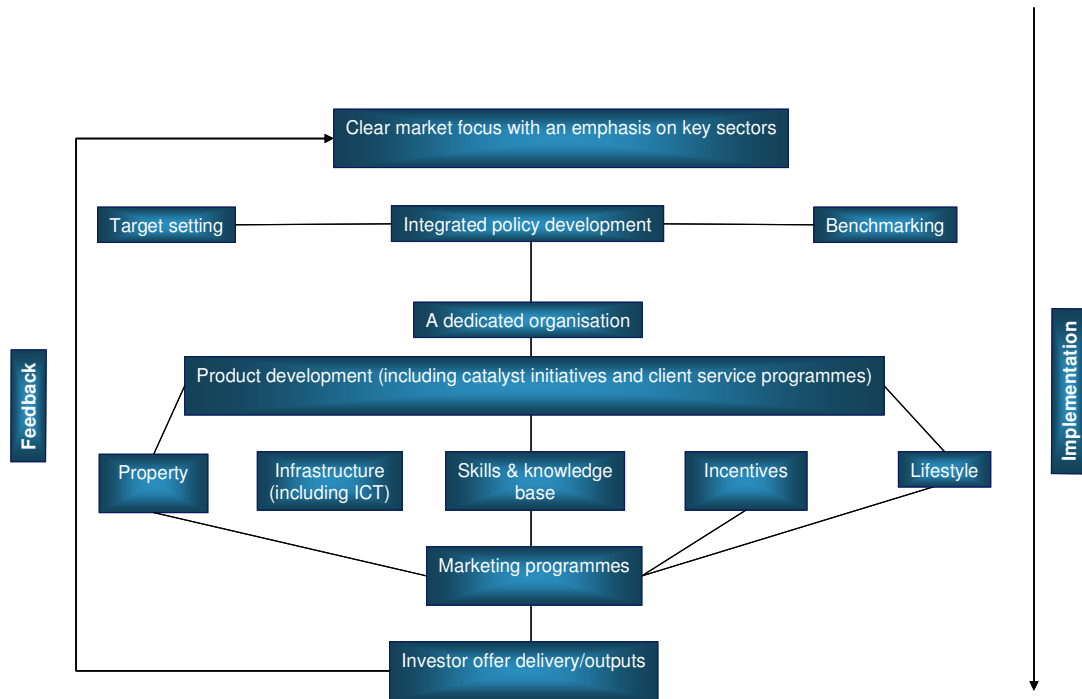 Clear market focus with an emphasis on key sectors
Target setting
Integrated policy development
Benchmarking
A dedicated organisation
Feedback
Implementation
Product development (including catalyst initiatives and client service programmes)
Property
Infrastructure
(including ICT)
Skills & knowledge
base
Incentives
Lifestyle
Marketing programmes
Investor offer delivery/outputs